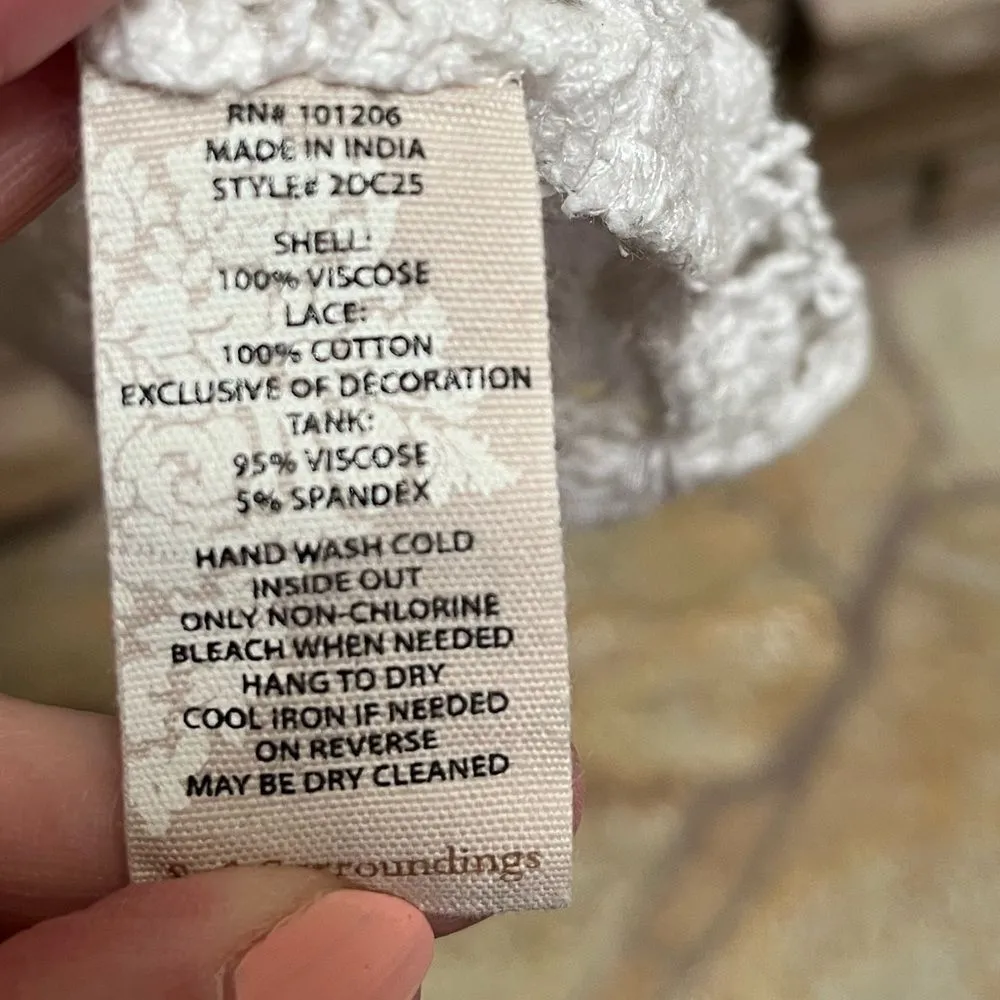 RN# 101206
MADE IN INDIA
STYLE# 2DC25
SHELL:
100% VISCOSE
LACE:
100% COTTON
EXCLUSIVE OF DECORATION
TANK:
95% VISCOSE
5% SPANDEX
HAND WASH COLD
INSIDE OUT
ONLY NON-CHLORINE
BLEACH WHEN NEEDED
HANG TO DRY
COOL IRON IF NEEDED
ON REVERSE
MAY BE DRY CLEANED